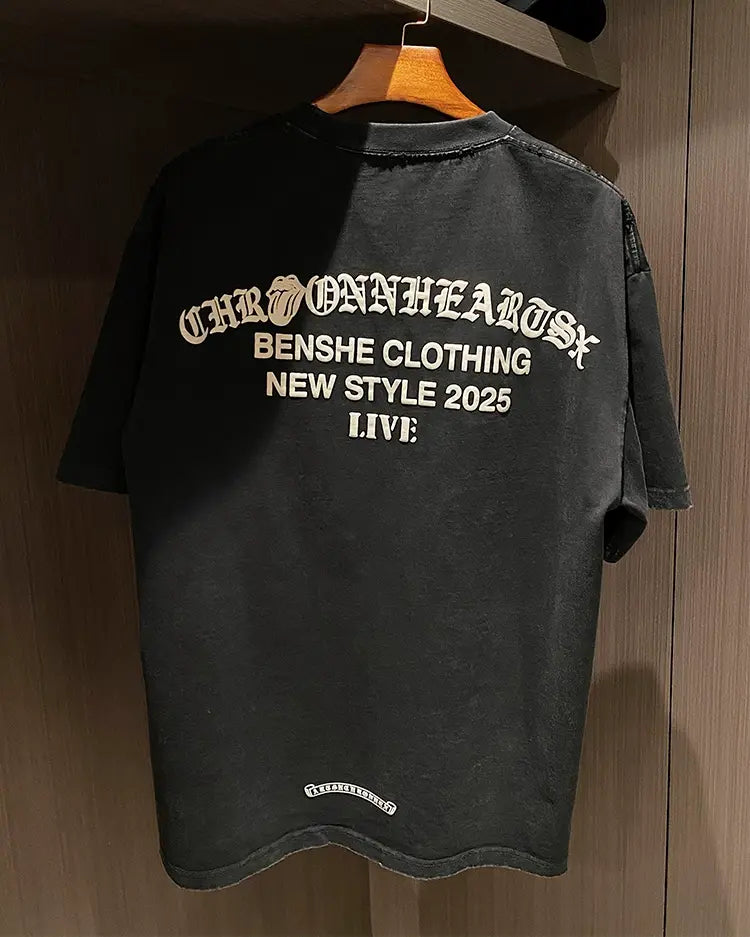 CHRONNHEARTSX
BENSHE CLOTHING
NEW STYLE 2025
LIVE